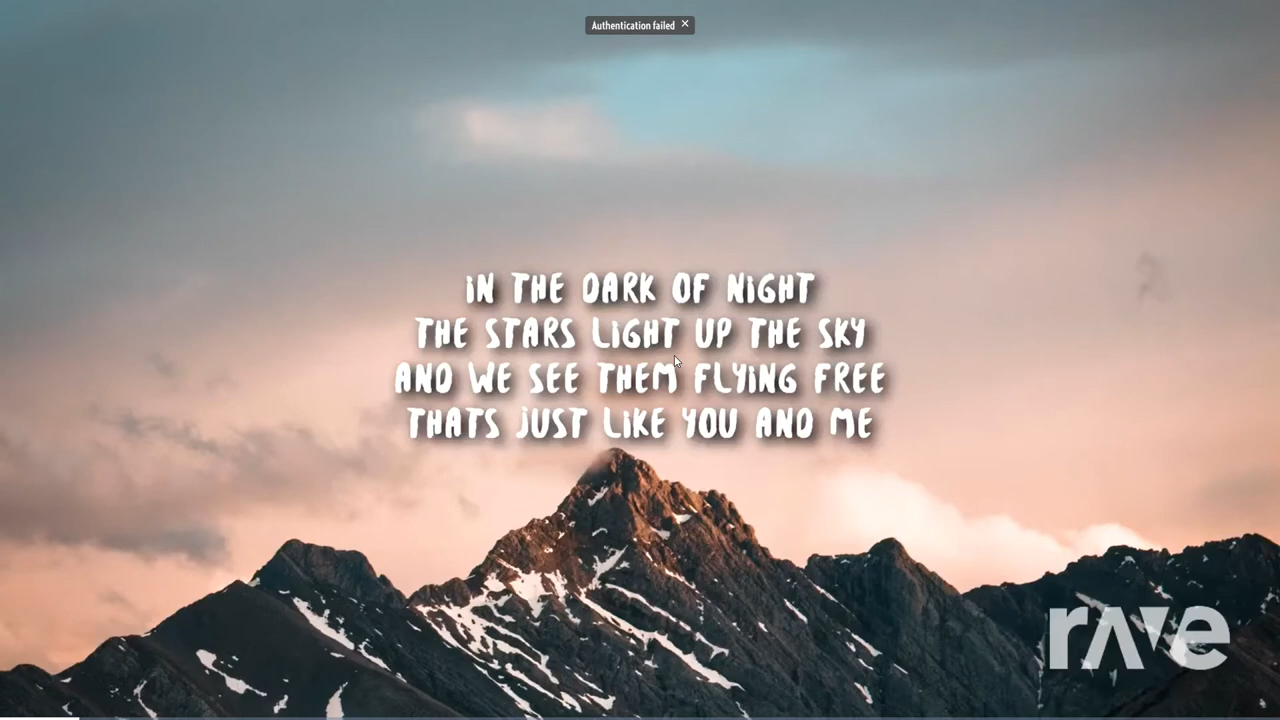 Authentication failed ×
IN THE DARK OF NIGHT
THE STARS LIGHT UP THE SKY
AND WE SEE THEM FLYING FREE
THATS JUST LIKE YOU AND ME
rave